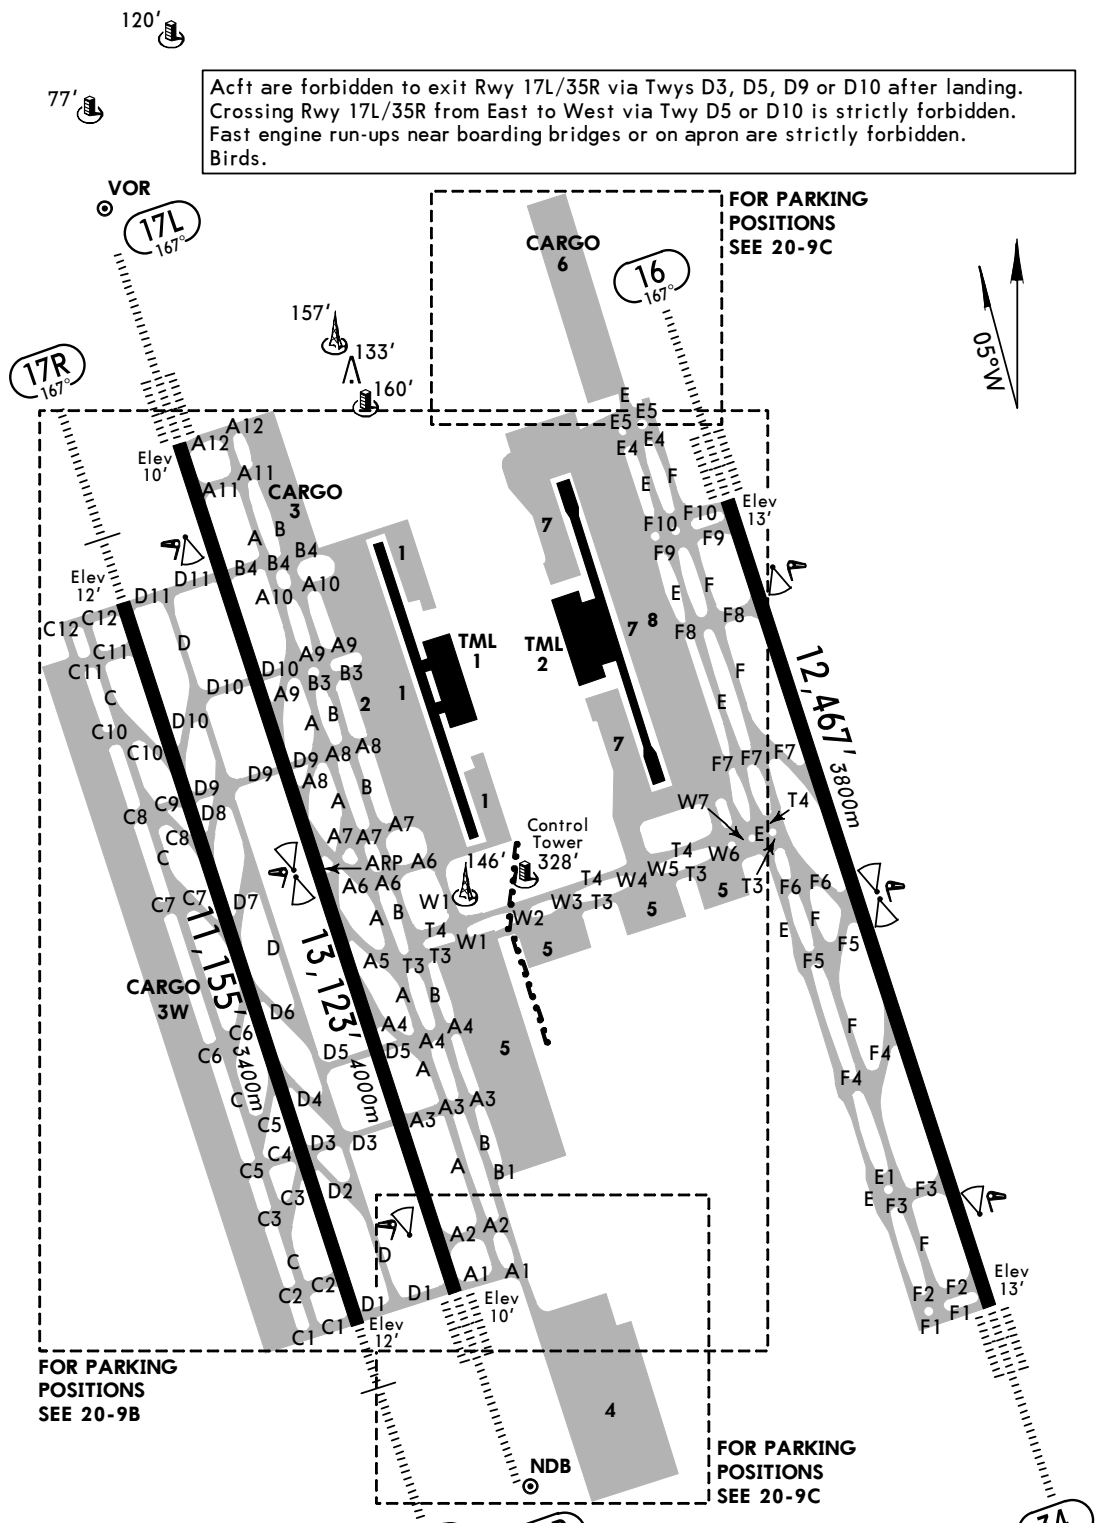 120'
77'
Acft are forbidden to exit Rwy 17L/35R via Twys D3, D5, D9 or D10 after landing.
Crossing Rwy 17L/35R from East to West via Twy D5 or D10 is strictly forbidden.
Fast engine run-ups near boarding bridges or on apron are strictly forbidden.
Birds.
VOR
17L
167°
FOR PARKING
POSITIONS
SEE 20-9C
CARGO
6
16
167°
157'
133'
160'
05°W
17R
167°
E
E5
E5
E4
E4
A12
A12
Elev
10'
A11
A11
CARGO
3
E
F
F10
F10
F9
F9
Elev
13'
7
1
A
B
B4
B4
B4
Elev
12'
D11
D11
A10
A10
C12
C12
C11
C11
E
F
F8
F8
8
7
TML
1
TML
2
D
A9
A9
A9
B3
B3
D10
D10
D10
2
1
A
B
C
C10
C10
F
E
12,467'
3800m
7
A8
A8
A8
D9
D9
D9
F7
F7
F7
A
B
C9
C8
C8
D8
C
1
W7
T4
E
A7
A7
A7
Control
Tower
328'
146'
ARP
A6
A6
A6
W6
T4
W5
T3
T3
W4
T4
W3
T3
W2
W1
W1
T4
T3
5
5
5
F6
F6
F
E
F5
F5
C7
C7
D7
D
A
B
A5
11,155'
3400m
13,123'
4000m
CARGO
3W
D6
A
B
C6
C6
D5
D5
A4
A4
A4
A
5
F
F4
F4
C
C5
C5
C4
D4
D3
D3
A3
A3
A3
B
A
B1
D2
C3
C3
E1
E
F3
F3
A2
A2
C
D
F
C2
C2
D1
D1
A1
A1
C1
C1
Elev
12'
Elev
10'
F2
F2
F1
F1
Elev
13'
FOR PARKING
POSITIONS
SEE 20-9B
4
NDB
FOR PARKING
POSITIONS
SEE 20-9C